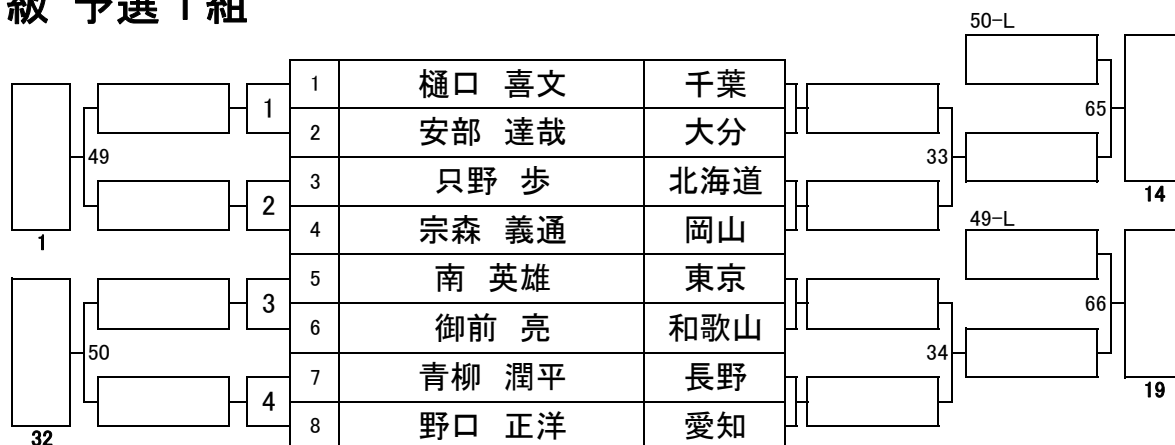 級 予選1組
50-L
1 樋口 喜文 千葉
1
65
2 安部 達哉 大分
49
33
3 只野 歩 北海道
2
14
4 宗森 義通 岡山
49-L
1
5 南 英雄 東京
3
66
6 御前 亮 和歌山
50
34
7 青柳 潤平 長野
4
19
8 野口 正洋 愛知
32